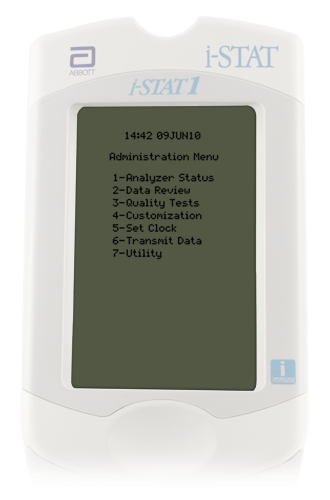 ABBOTT
i-STAT
i-STAT 1
14:42 09JUN10
Administration Menu
1-Analyzer Status
2-Data Review
3-Quality Tests
4-Customization
5-Set Clock
6-Transmit Data
7-Utility
i